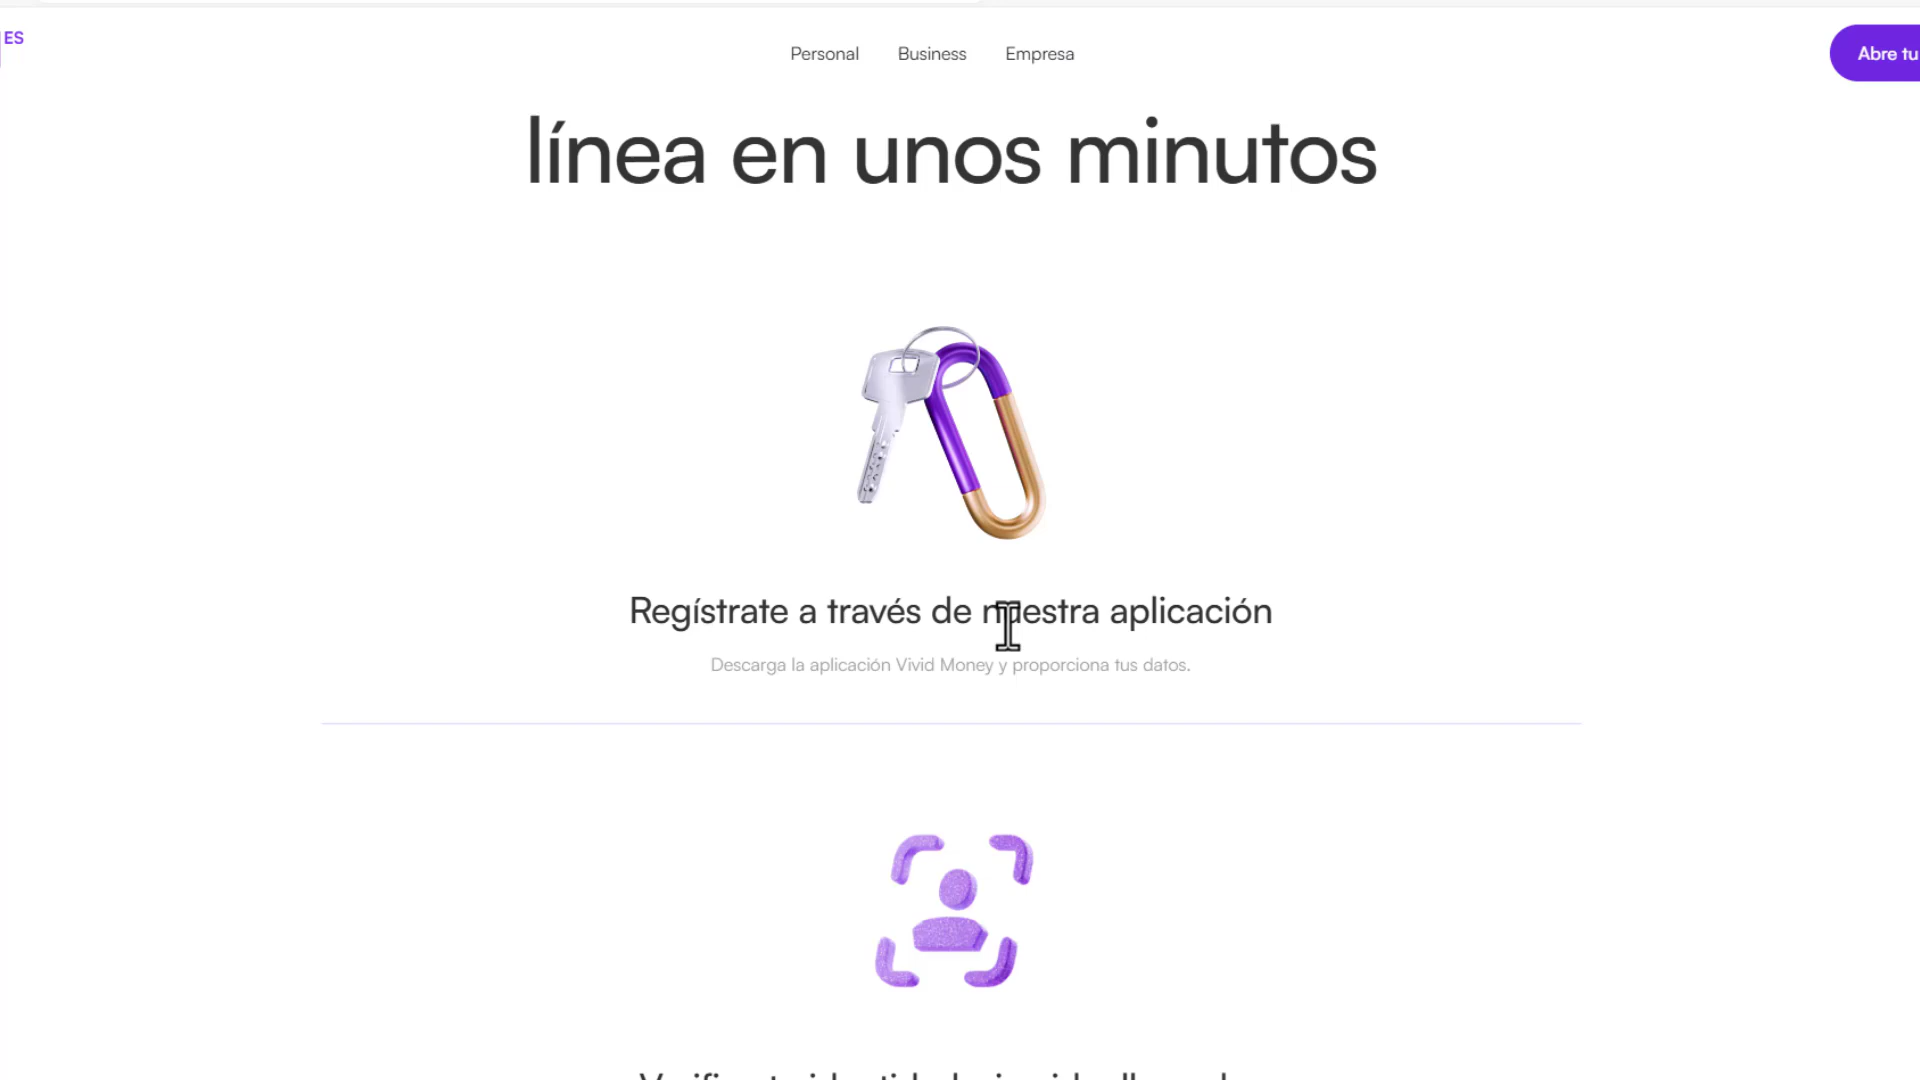 ES
Personal
Business
Empresa
Abre tu
línea en unos minutos
Regístrate a través de nuestra aplicación
Descarga la aplicación Vivid Money y proporciona tus datos.